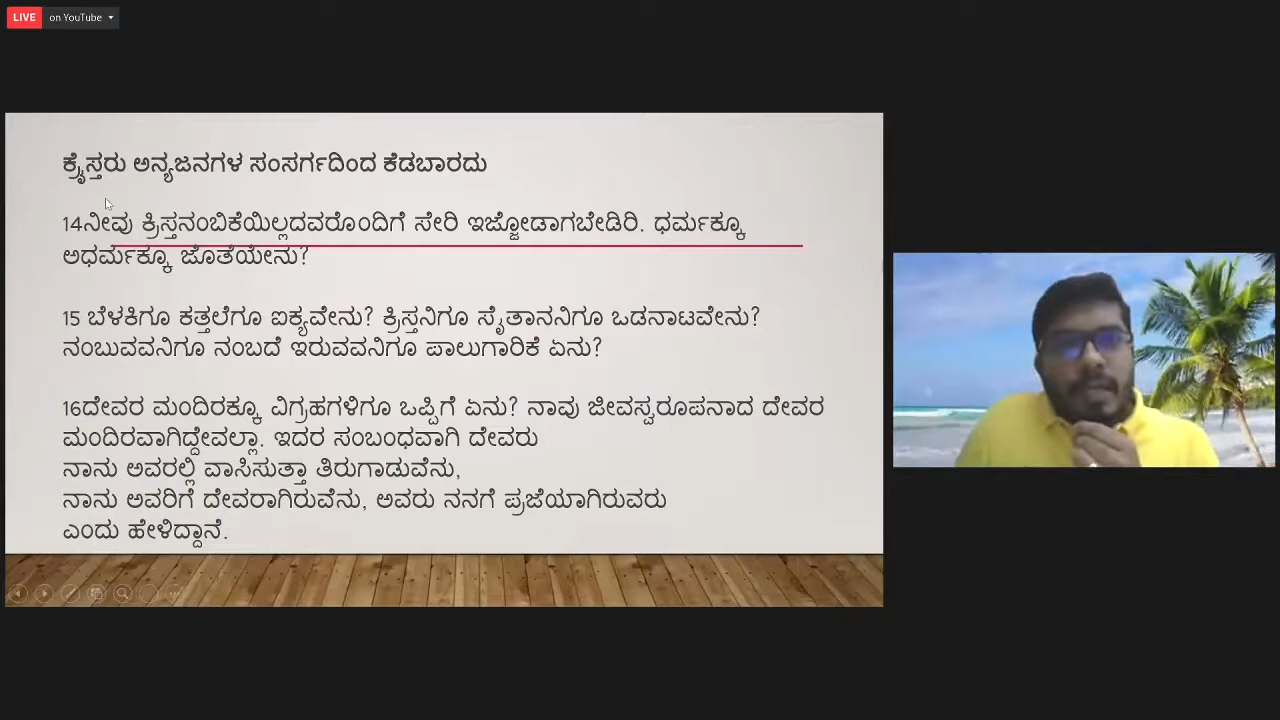 LIVE on YouTube
ಕ್ರೈಸ್ತರು ಅನ್ಯಜನಗಳ ಸಂಸರ್ಗದಿಂದ ಕೆಡಬಾರದು
14ನೀವು ಕ್ರಿಸ್ತನಂಬಿಕೆಯಿಲ್ಲದವರೊಂದಿಗೆ ಸೇರಿ ಇಜ್ಜೋಡಾಗಬೇಡಿರಿ. ಧರ್ಮಕ್ಕೂ
ಅಧರ್ಮಕ್ಕೂ ಜೊತೆಯೇನು?
15 ಬೆಳಕಿಗೂ ಕತ್ತಲೆಗೂ ಐಕ್ಯವೇನು? ಕ್ರಿಸ್ತನಿಗೂ ಸೈತಾನನಿಗೂ ಒಡನಾಟವೇನು?
ನಂಬುವವನಿಗೂ ನಂಬದೆ ಇರುವವನಿಗೂ ಪಾಲುಗಾರಿಕೆ ಏನು?
16ದೇವರ ಮಂದಿರಕ್ಕೂ ವಿಗ್ರಹಗಳಿಗೂ ಒಪ್ಪಿಗೆ ಏನು? ನಾವು ಜೀವಸ್ವರೂಪನಾದ ದೇವರ
ಮಂದಿರವಾಗಿದ್ದೇವಲ್ಲಾ. ಇದರ ಸಂಬಂಧವಾಗಿ ದೇವರು
ನಾನು ಅವರಲ್ಲಿ ವಾಸಿಸುತ್ತಾ ತಿರುಗಾಡುವೆನು,
ನಾನು ಅವರಿಗೆ ದೇವರಾಗಿರುವೆನು, ಅವರು ನನಗೆ ಪ್ರಜೆಯಾಗಿರುವರು
ಎಂದು ಹೇಳಿದ್ದಾನೆ.